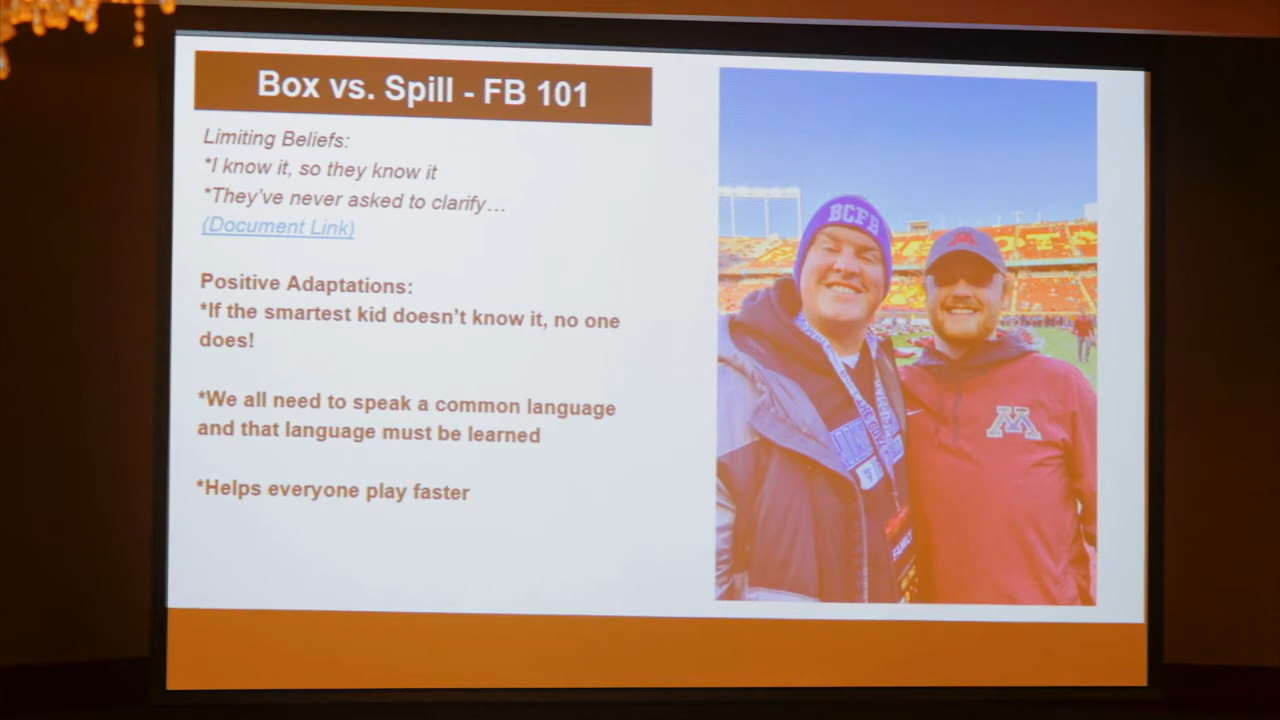 Box vs. Spill - FB 101
Limiting Beliefs:
*I know it, so they know it
*They've never asked to clarify…
(Document Link)
Positive Adaptations:
*If the smartest kid doesn't know it, no one
does!
*We all need to speak a common language
and that language must be learned
*Helps everyone play faster
BCFB
M
FAMILY